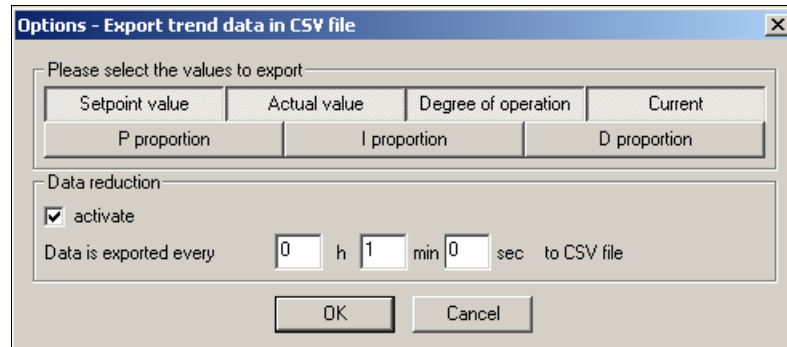 Options - Export trend data in CSV file
Please select the values to export
Setpoint value Actual value Degree of operation Current
P proportion I proportion D proportion
Data reduction
activate
Data is exported every 0 h 1 min 0 sec to CSV file
OK Cancel